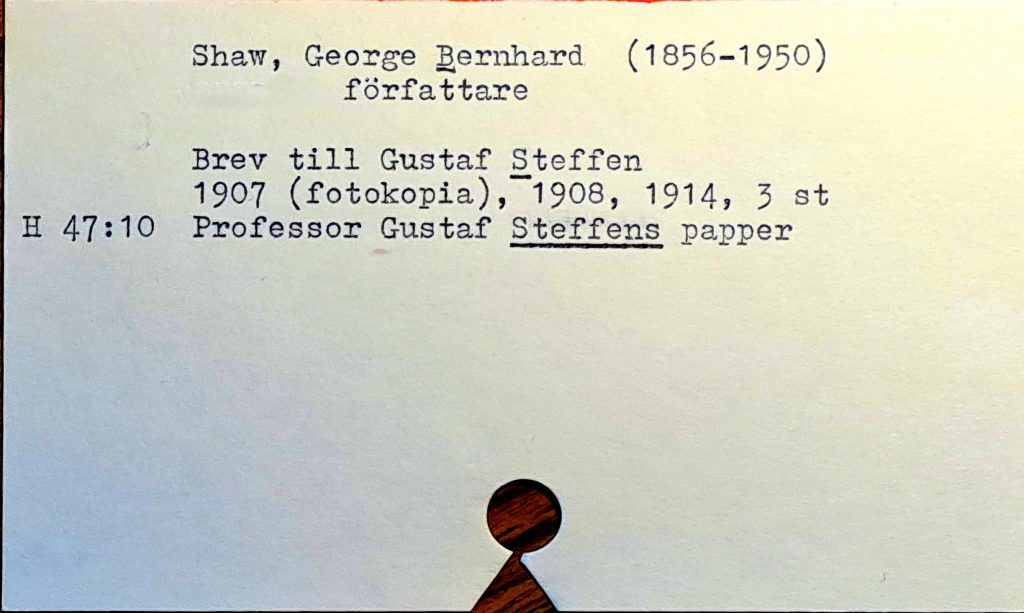 Shaw, George Bernhard (1856-1950)
författare
Brev till Gustaf Steffen
1907 (fotokopia), 1908, 1914, 3 st
H 47:10 Professor Gustaf Steffens papper